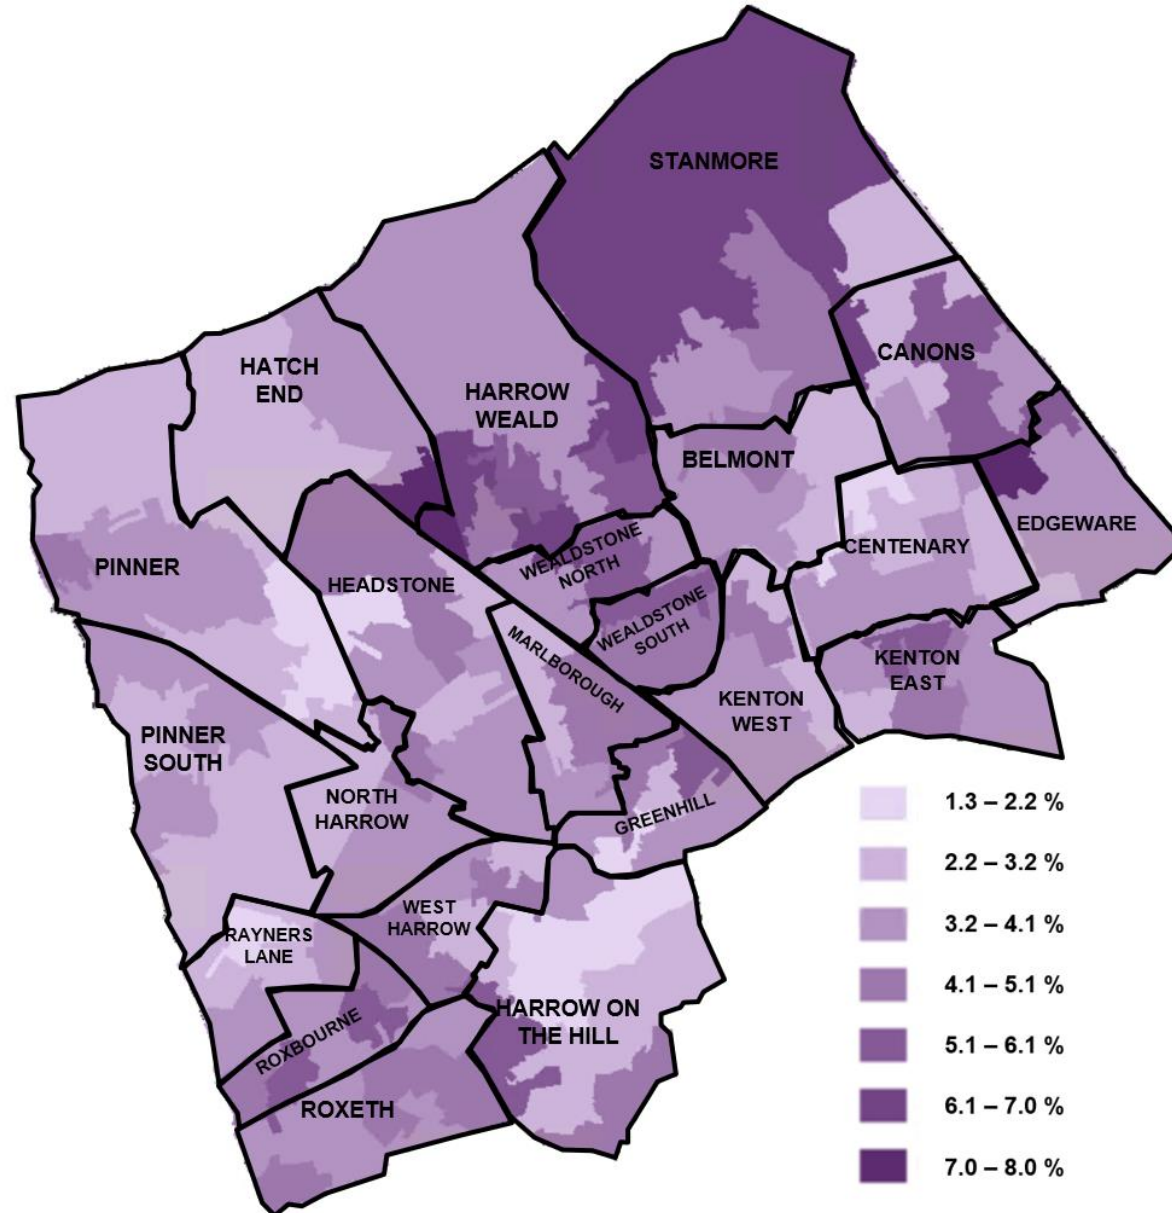 STANMORE
CANONS
HATCH
END
HARROW
WEALD
BELMONT
EDGEWARE
WEALDSTONE
NORTH
CENTENARY
PINNER
HEADSTONE
WEALDSTONE
SOUTH
MARLBOROUGH
KENTON
EAST
KENTON
WEST
PINNER
SOUTH
NORTH
HARROW
GREENHILL
WEST
HARROW
RAYNERS
LANE
HARROW ON
THE HILL
ROXBOURNE
ROXETH
1.3 – 2.2 %
2.2 – 3.2 %
3.2 – 4.1 %
4.1 – 5.1 %
5.1 – 6.1 %
6.1 – 7.0 %
7.0 – 8.0 %